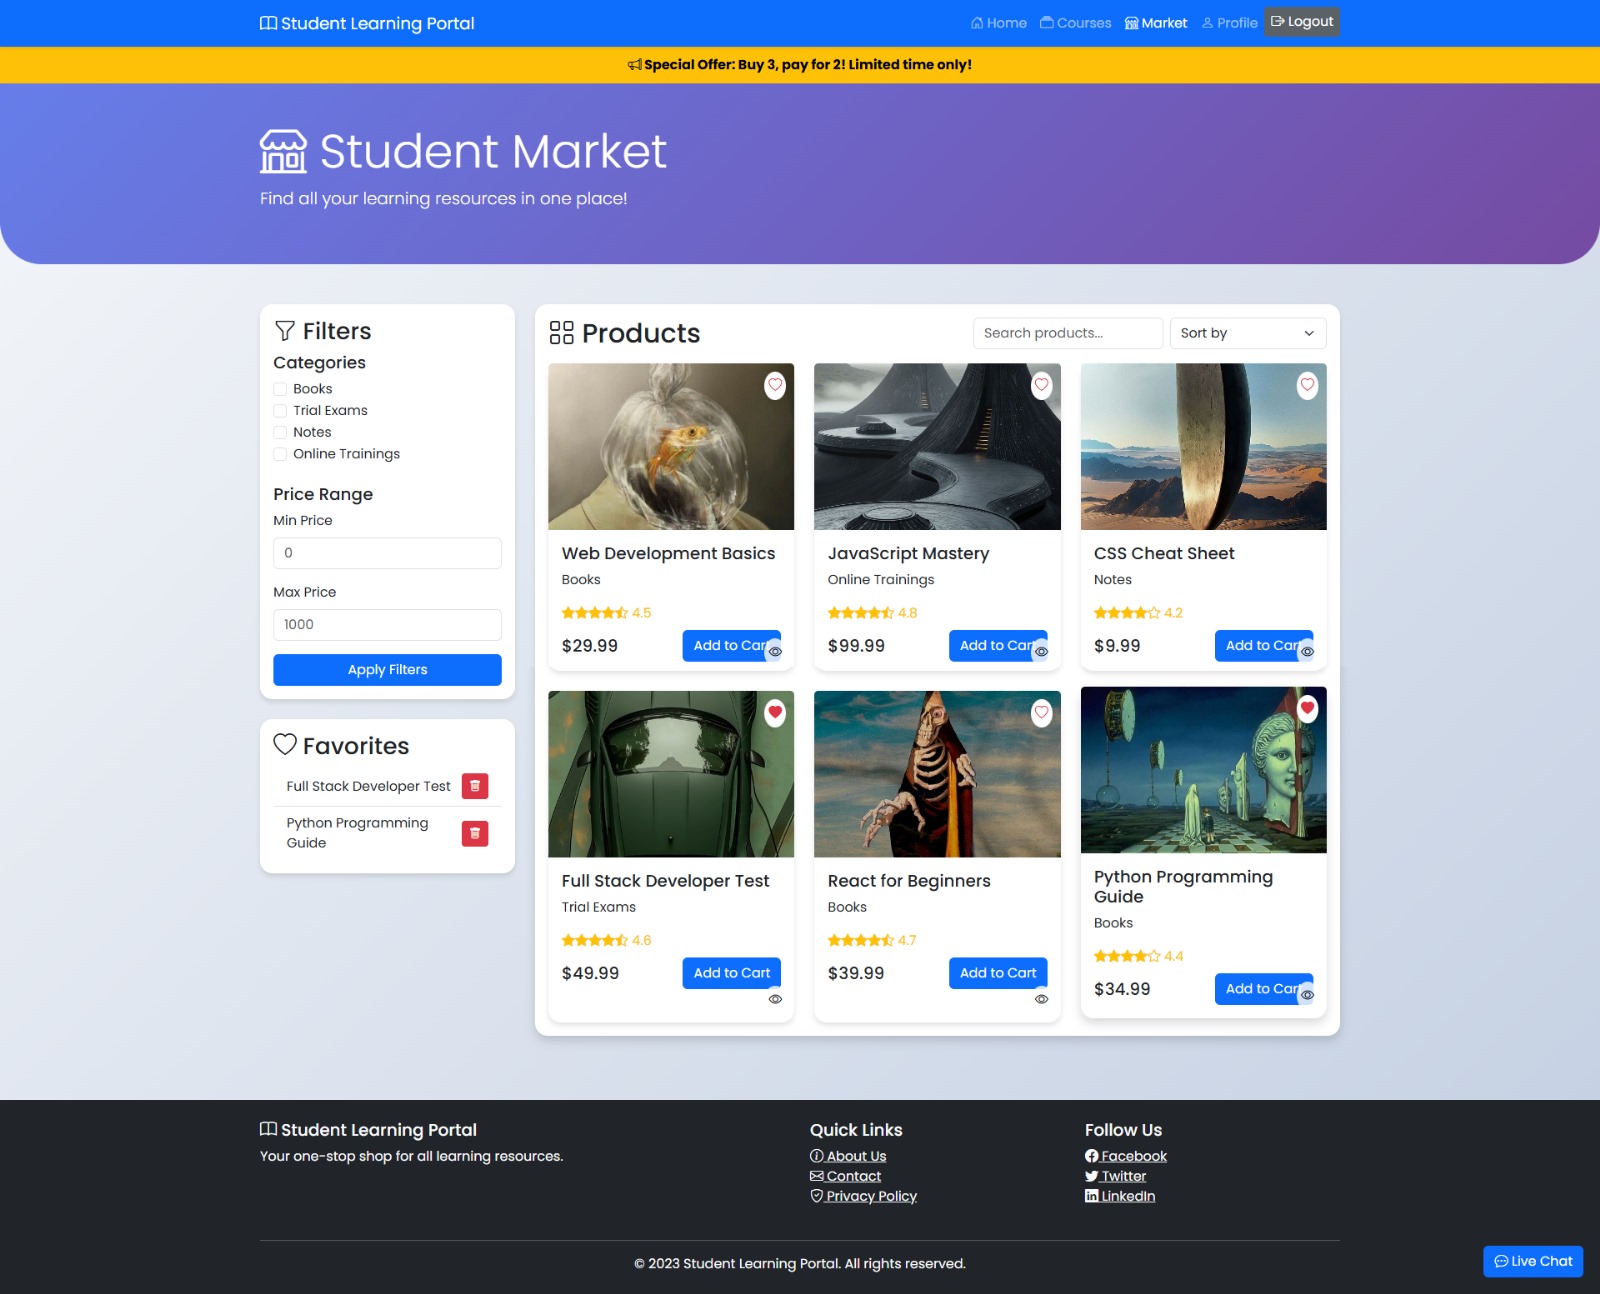 Student Learning Portal
Home Courses Market Profile Logout
Special Offer: Buy 3, pay for 2! Limited time only!
Student Market
Find all your learning resources in one place!
Filters
Categories
Books
Trial Exams
Notes
Online Trainings
Price Range
Min Price
0
Max Price
1000
Apply Filters
Favorites
Full Stack Developer Test
Python Programming
Guide
Products
Search products...
Sort by
Web Development Basics
Books
4.5
$29.99
Add to Cart
JavaScript Mastery
Online Trainings
4.8
$99.99
Add to Cart
CSS Cheat Sheet
Notes
4.2
$9.99
Add to Cart
Full Stack Developer Test
Trial Exams
4.6
$49.99
Add to Cart
React for Beginners
Books
4.7
$39.99
Add to Cart
Python Programming
Guide
Books
4.4
$34.99
Add to Cart
Student Learning Portal
Your one-stop shop for all learning resources.
Quick Links
About Us
Contact
Privacy Policy
Follow Us
Facebook
Twitter
LinkedIn
© 2023 Student Learning Portal. All rights reserved.
Live Chat